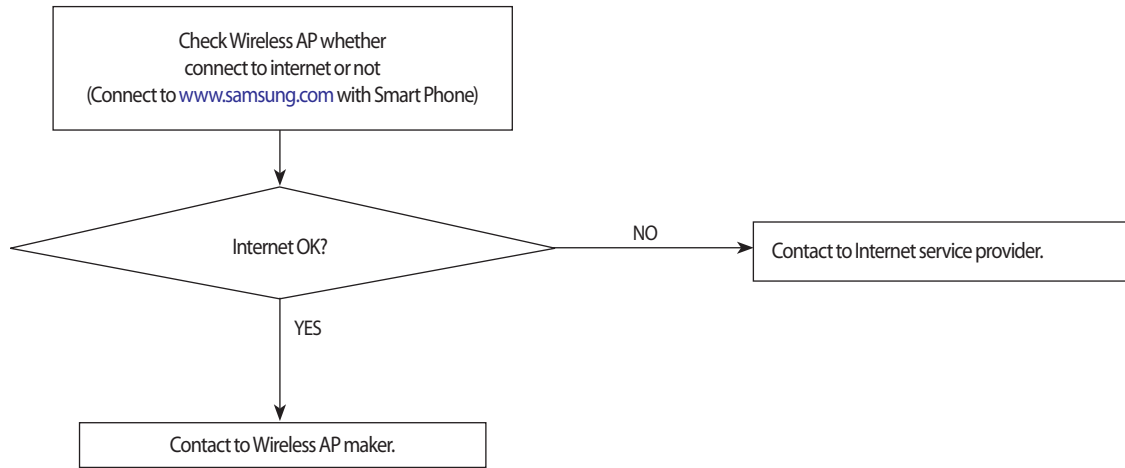 Check Wireless AP whether
connect to internet or not
(Connect to www.samsung.com with Smart Phone)
Internet OK?
NO
Contact to Internet service provider.
YES
Contact to Wireless AP maker.